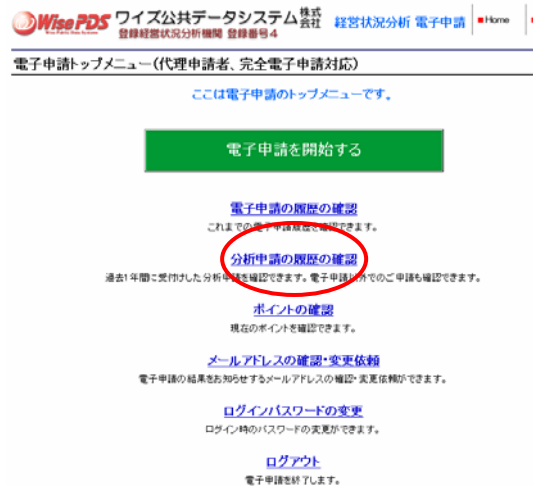 Wise PDS ワイズ公共データシステム株式会社 経営状況分析 電子申請 ■Home
登録経営状況分析機関 登録番号4
電子申請トップメニュー(代理申請者、完全電子申請対応)
ここは電子申請のトップメニューです。
電子申請を開始する
電子申請の履歴の確認
これまでの電子申請履歴を確認できます。
分析申請の履歴の確認
過去1年間に受付けした分析申請を確認できます。電子申請以外でのご申請も確認できます。
ポイントの確認
現在のポイントを確認できます。
メールアドレスの確認・変更依頼
電子申請の結果をお知らせするメールアドレスの確認・変更依頼ができます。
ログインパスワードの変更
ログイン時のパスワードの変更ができます。
ログアウト
電子申請を終了します。